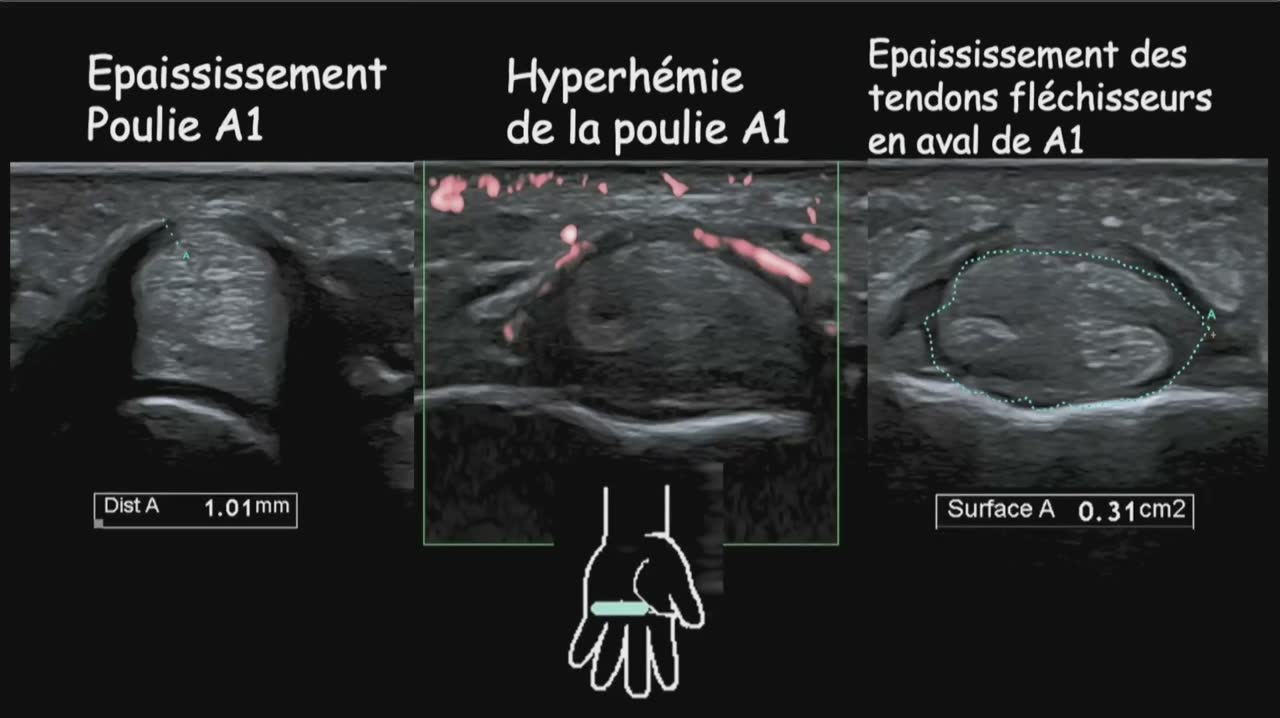 Epaississement
Poulie A1
Hyperhémie
de la poulie A1
Epaississement des
tendons fléchisseurs
en aval de A1
A
A
Dist A 1.01mm
Surface A 0.31cm2